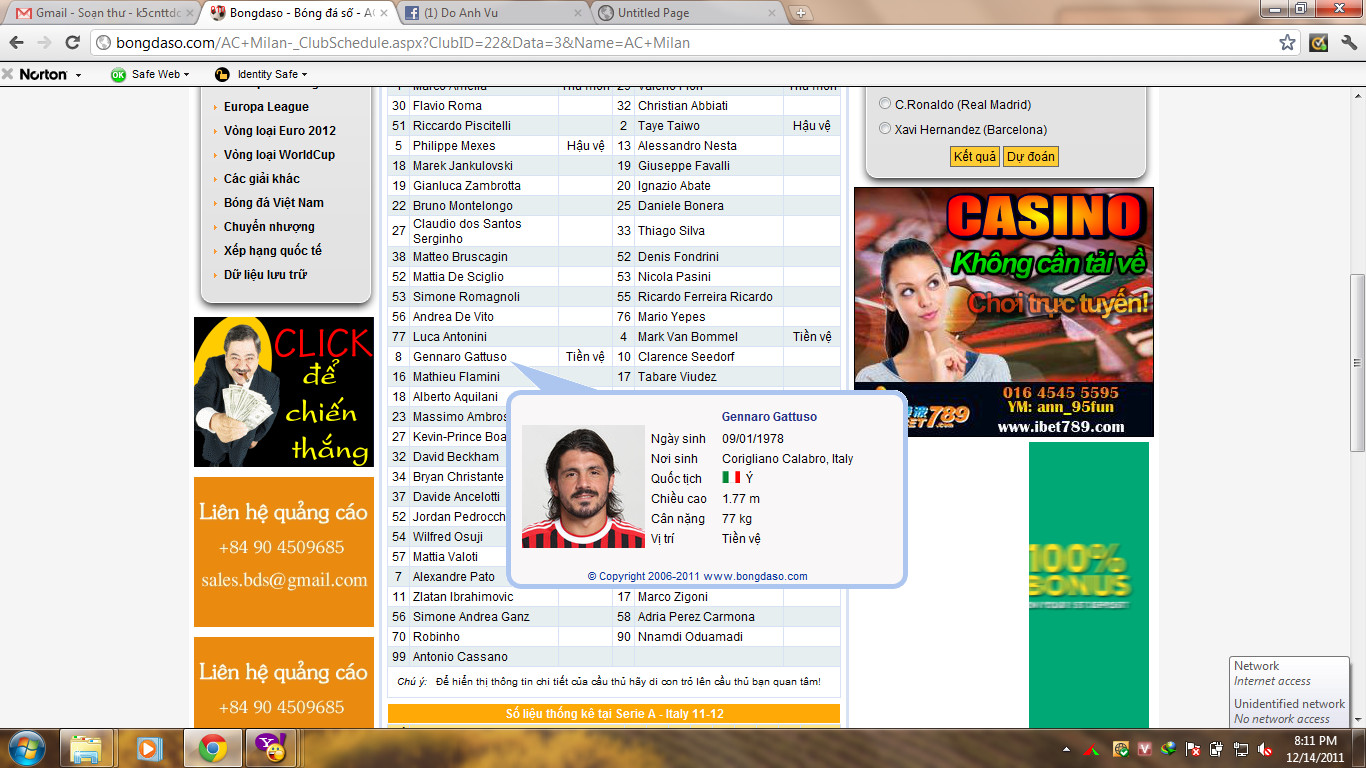 Gmail - Soạn thư - k5cnttdc
Bongdaso - Bóng đá số - AC
(1) Do Anh Vu
Untitled Page
bongdaso.com/AC+Milan-_ClubSchedule.aspx?ClubID=22&Data=3&Name=AC+Milan
Norton
OK Safe Web
Identity Safe
Europa League
Vòng loại Euro 2012
Vòng loại WorldCup
Các giải khác
Bóng đá Việt Nam
Chuyển nhượng
Xếp hạng quốc tế
Dữ liệu lưu trữ
CLICK
để
chiến
thắng
Liên hệ quảng cáo
+84 90 4509685
sales.bds@gmail.com
Liên hệ quảng cáo
+84 90 4509685
Marco Amelia Thủ môn Valerio Fiori Thủ môn
30 Flavio Roma 32 Christian Abbiati
51 Riccardo Piscitelli 2 Taye Taiwo Hậu vệ
5 Philippe Mexes Hậu vệ 13 Alessandro Nesta
18 Marek Jankulovski 19 Giuseppe Favalli
19 Gianluca Zambrotta 20 Ignazio Abate
22 Bruno Montelongo 25 Daniele Bonera
27 Claudio dos Santos
Serginho 33 Thiago Silva
38 Matteo Bruscagin 52 Denis Fondrini
52 Mattia De Sciglio 53 Nicola Pasini
53 Simone Romagnoli 55 Ricardo Ferreira Ricardo
56 Andrea De Vito 76 Mario Yepes
77 Luca Antonini 4 Mark Van Bommel Tiền vệ
8 Gennaro Gattuso Tiền vệ 10 Clarence Seedorf
16 Mathieu Flamini 17 Tabare Viudez
18 Alberto Aquilani
23 Massimo Ambros
27 Kevin-Prince Boa
32 David Beckham
34 Bryan Christante
37 Davide Ancelotti
52 Jordan Pedrocch
54 Wilfred Osuji
57 Mattia Valoti
7 Alexandre Pato
11 Zlatan Ibrahimovic 17 Marco Zigoni
56 Simone Andrea Ganz 58 Adria Perez Carmona
70 Robinho 90 Nnamdi Oduamadi
99 Antonio Cassano
Chú ý: Để hiển thị thông tin chi tiết của cầu thủ hãy di con trỏ lên cầu thủ bạn quan tâm!
Số liệu thống kê tại Serie A - Italy 11-12
Gennaro Gattuso
Ngày sinh 09/01/1978
Nơi sinh Corigliano Calabro, Italy
Quốc tịch Ý
Chiều cao 1.77 m
Cân nặng 77 kg
Vị trí Tiền vệ
© Copyright 2006-2011 www.bongdaso.com
C.Ronaldo (Real Madrid)
Xavi Hernandez (Barcelona)
Kết quả Dự đoán
CASINO
Không cần tải về
Chơi trực tuyến!
016 4545 5595
YM: ann_95fun
www.ibet789.com
100%
BONUS
Network
Internet access
Unidentified network
No network access
8:11 PM
12/14/2011